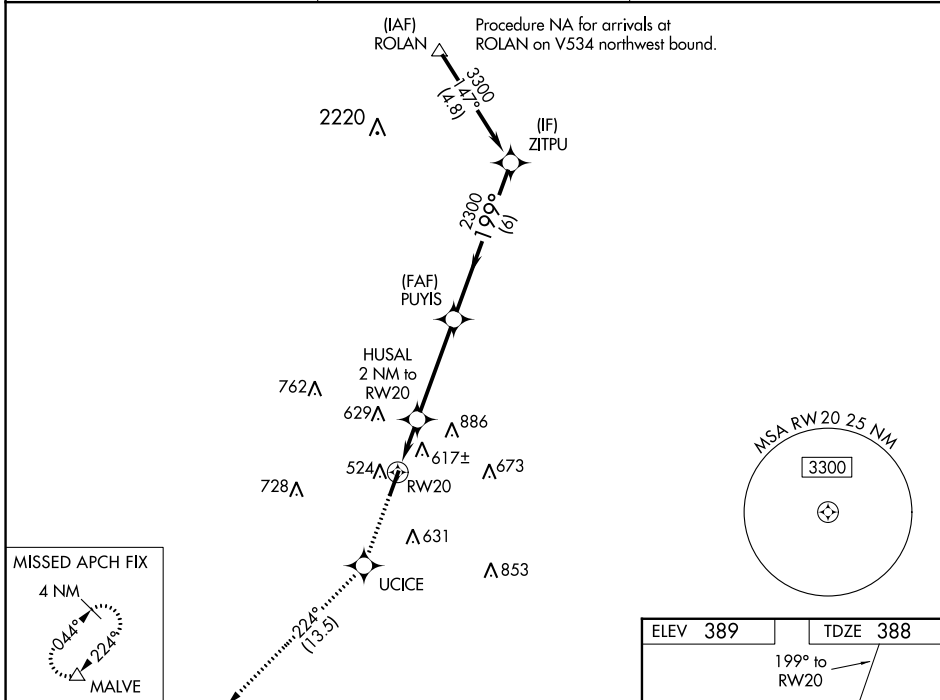 (IAF)
ROLAN
Procedure NA for arrivals at
ROLAN on V534 northwest bound.
3300
147°
(4.8)
2220
(IF)
ZITPU
2300
199°
(6)
(FAF)
PUYIS
HUSAL
2 NM to
RW20
762
629
886
617±
524
RW20
673
728
631
UCICE
853
224°
(13.5)
MSA RW20 25 NM
3300
MISSED APCH FIX
4 NM
044°
224°
MALVE
ELEV 389
TDZE 388
199° to
RW20